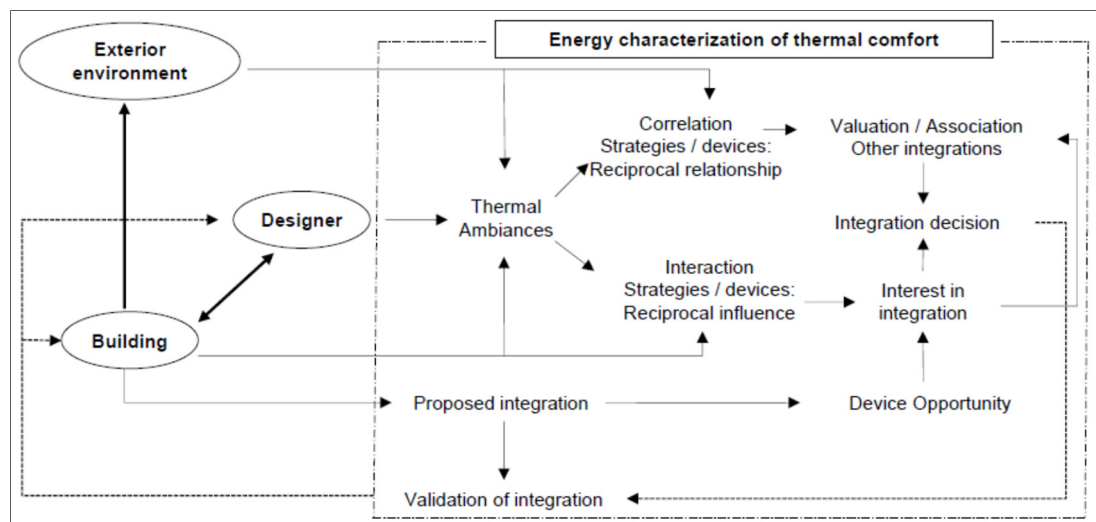 Energy characterization of thermal comfort
Exterior
environment
Correlation
Strategies / devices:
Reciprocal relationship
Valuation / Association
Other integrations
Designer
Thermal
Ambiances
Integration decision
Interaction
Strategies / devices:
Reciprocal influence
Interest in
integration
Building
Proposed integration
Device Opportunity
Validation of integration